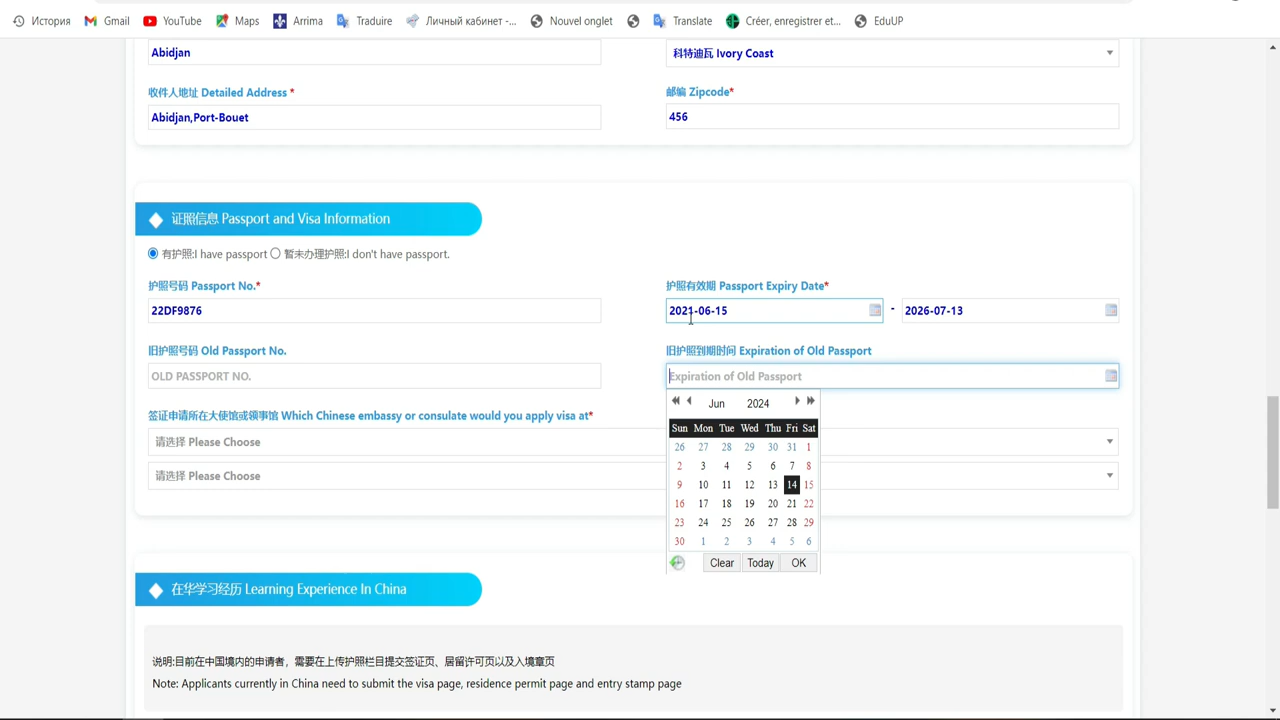 История Gmail YouTube Maps Arrima Traduire Личный кабинет -... Nouvel onglet Translate Créer, enregistrer et... EduUP
Abidjan 科特迪瓦 Ivory Coast
收件人地址 Detailed Address * 邮编 Zipcode*
Abidjan,Port-Bouet 456
证照信息 Passport and Visa Information
有护照:I have passport 暂未办理护照:I don't have passport.
护照号码 Passport No.* 护照有效期 Passport Expiry Date*
22DF9876 2021-06-15 - 2026-07-13
旧护照号码 Old Passport No. 旧护照到期时间 Expiration of Old Passport
OLD PASSPORT NO. Expiration of Old Passport
签证申请所在大使馆或领事馆 Which Chinese embassy or consulate would you apply visa at*
请选择 Please Choose
请选择 Please Choose
Jun 2024
Sun Mon Tue Wed Thu Fri Sat
26 27 28 29 30 31 1
2 3 4 5 6 7 8
9 10 11 12 13 14 15
16 17 18 19 20 21 22
23 24 25 26 27 28 29
30 1 2 3 4 5 6
Clear Today OK
在华学习经历 Learning Experience In China
说明:目前在中国境内的申请者，需要在上传护照栏目提交签证页、居留许可页以及入境章页
Note: Applicants currently in China need to submit the visa page, residence permit page and entry stamp page